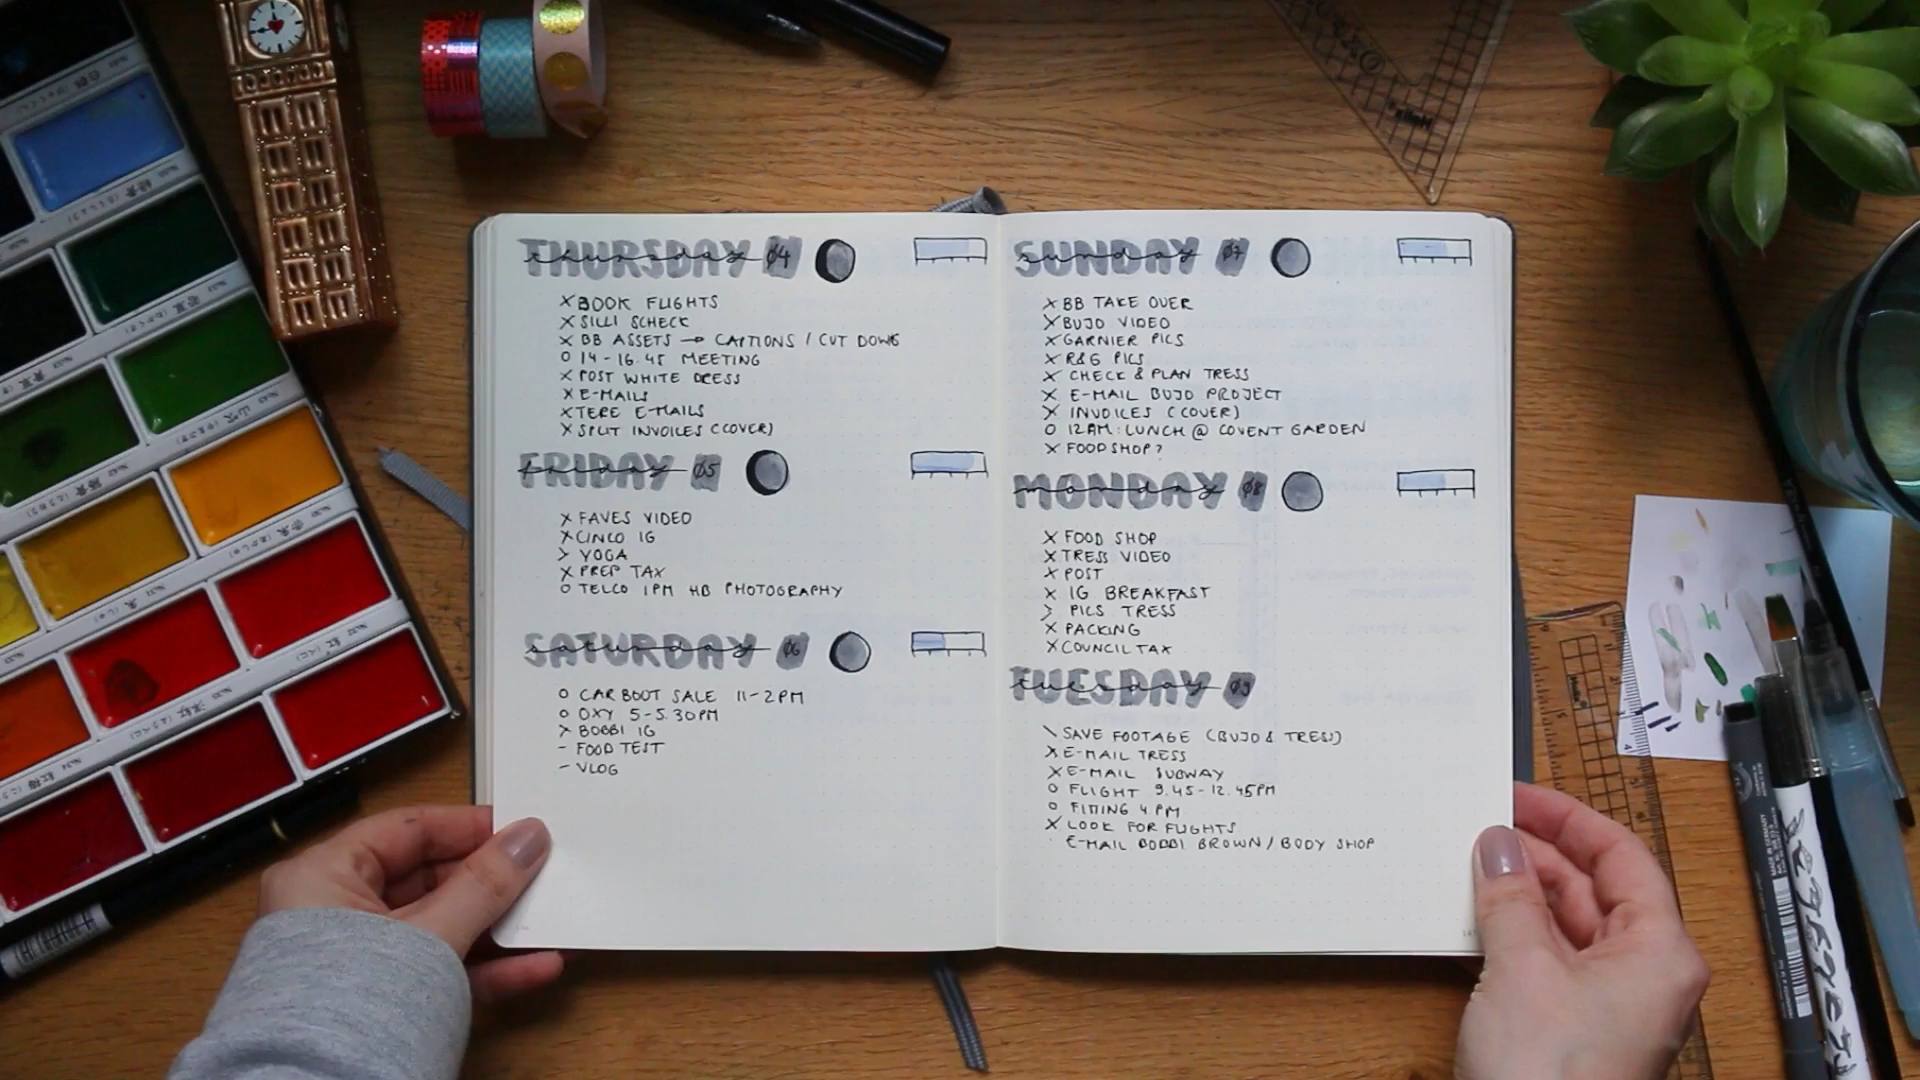 THURSDAY 04
X BOOK FLIGHTS
X SILLI SCHECK
X BB ASSETS → CAPTIONS / CUT DOWNS
O 14 - 16.45 MEETING
X POST WHITE DRESS
X E-MAILS
X TERE E-MAILS
X SPLIT INVOICES (COVER)
FRIDAY 05
X FAVES VIDEO
X CINCO IG
> YOGA
X PREP TAX
O TELCO 1PM HB PHOTOGRAPHY
SATURDAY 06
O CAR BOOT SALE 11-2PM
O OXY 5-5.30PM
> BOBBI IG
- FOOD TEST
- VLOG
SUNDAY 07
X BB TAKE OVER
X BUJO VIDEO
X GARNIER PICS
X R&G PICS
X CHECK & PLAN TRESS
X E-MAIL BUJO PROJECT
X INVOICES (COVER)
O 12AM: LUNCH @ COVENT GARDEN
X FOOD SHOP?
MONDAY 08
X FOOD SHOP
X TRESS VIDEO
X POST
X IG BREAKFAST
> PICS TRESS
X PACKING
X COUNCIL TAX
TUESDAY 09
\ SAVE FOOTAGE (BUJO & TRESS)
X E-MAIL TRESS
X E-MAIL SUBWAY
O FLIGHT 9.45-12.45PM
O FITTING 4PM
X LOOK FOR FLIGHTS
E-MAIL BOBBI BROWN / BODY SHOP